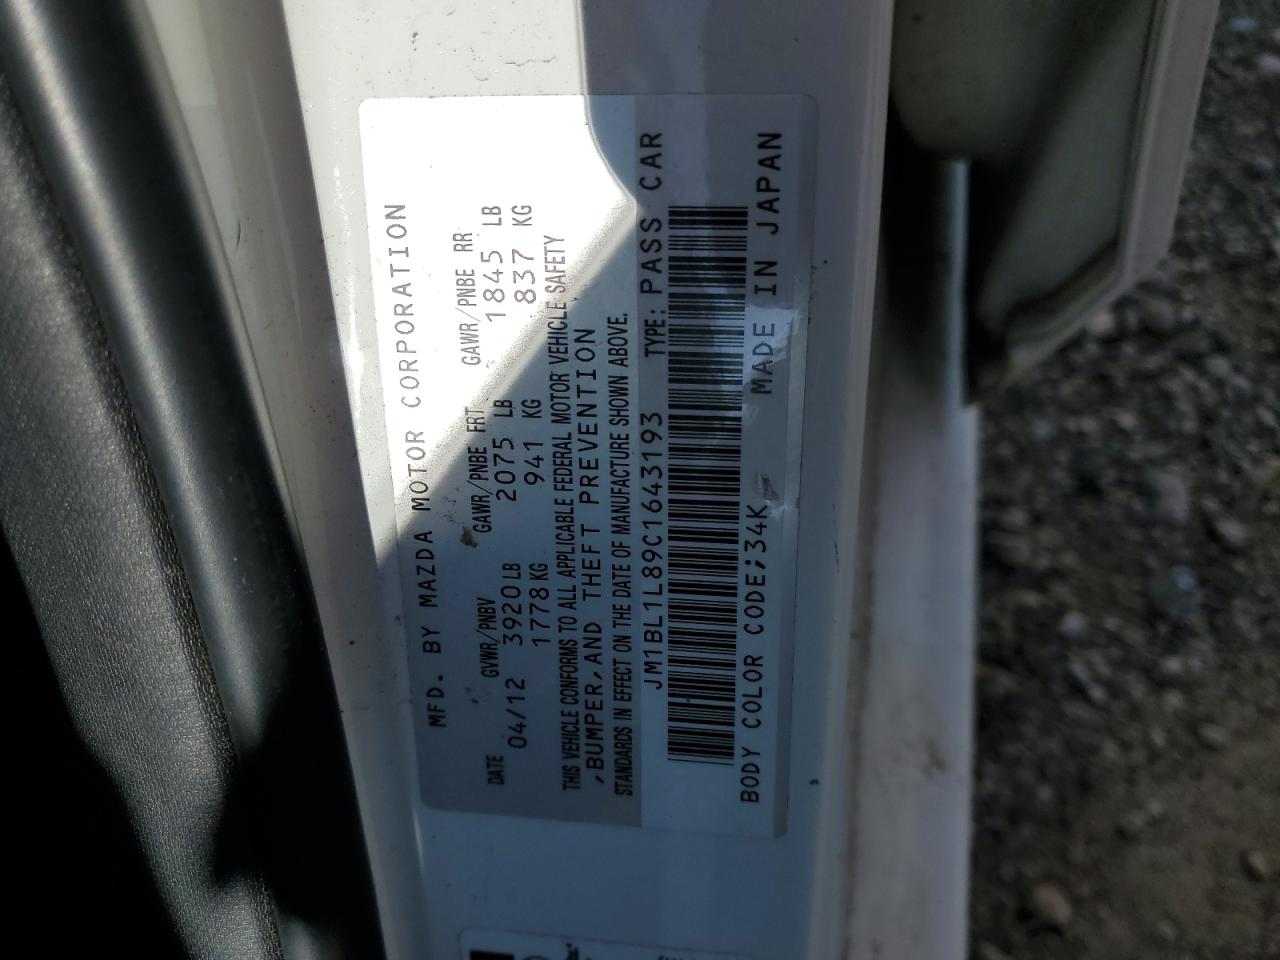 MFD. BY MAZDA MOTOR CORPORATION
DATE GVWR/PNBV GAWR/PNBE FRT GAWR/PNBE RR
04/12 3920LB 2075 LB 1845 LB
1778KG 941 KG 837 KG
THIS VEHICLE CONFORMS TO ALL APPLICABLE FEDERAL MOTOR VEHICLE SAFETY
,BUMPER,AND THEFT PREVENTION
STANDARDS IN EFFECT ON THE DATE OF MANUFACTURE SHOWN ABOVE.
JM1BL1L89C1643193 TYPE: PASS CAR
BODY COLOR CODE;34K MADE IN JAPAN